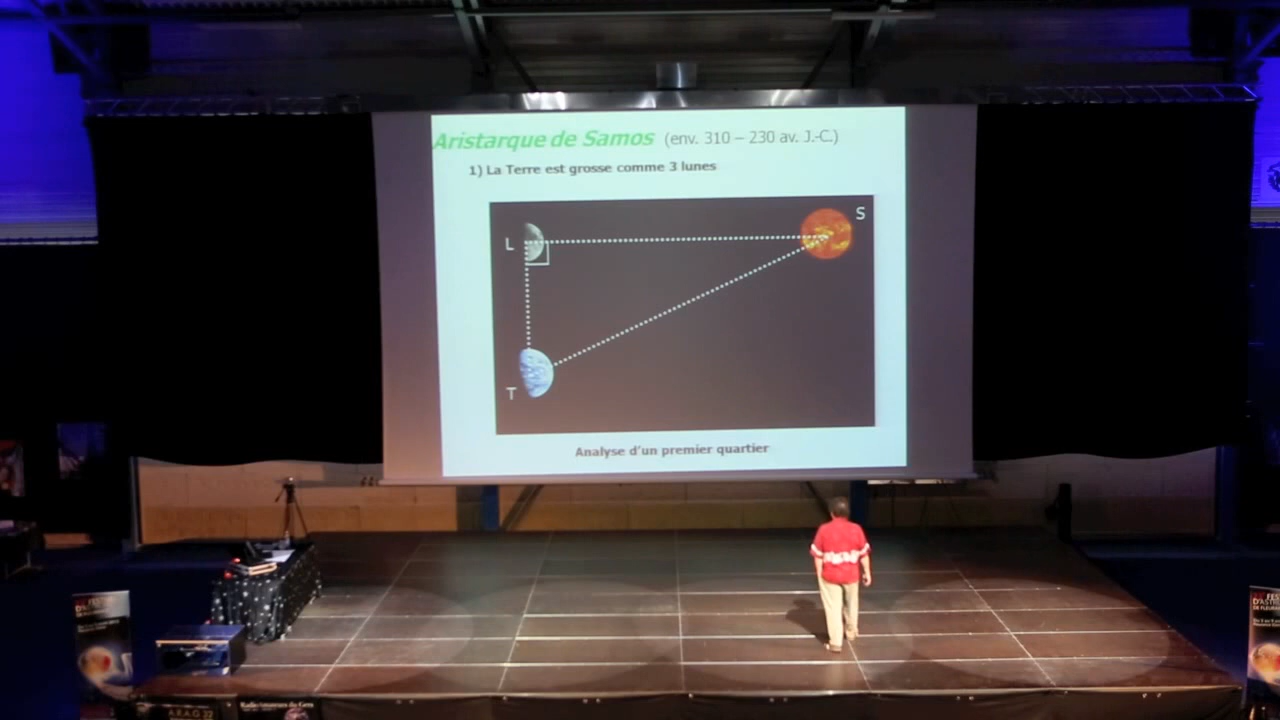 Aristarque de Samos (env. 310 – 230 av. J.-C.)
1) La Terre est grosse comme 3 lunes
S
L
T
Analyse d'un premier quartier
A.R.A.G 32